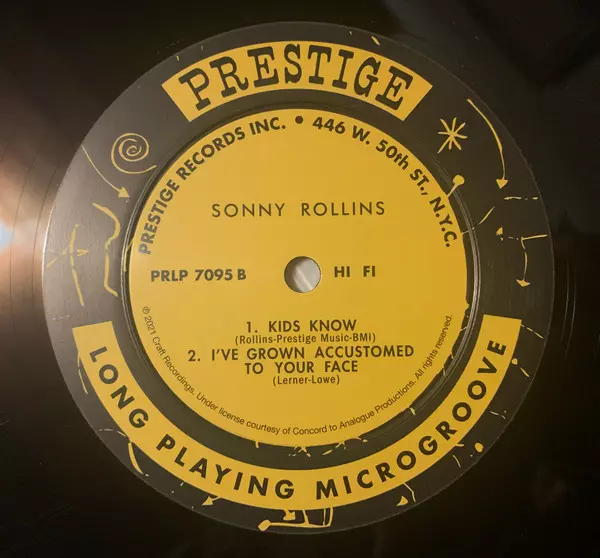 PRESTIGE
PRESTIGE RECORDS INC. • 446 W. 50th ST., N.Y.C.
SONNY ROLLINS
PRLP 7095 B HI FI
1. KIDS KNOW
(Rollins-Prestige Music-BMI)
2. I'VE GROWN ACCUSTOMED
TO YOUR FACE
(Lerner-Lowe)
℗ 2021 Craft Recordings. Under license courtesy of Concord to Analogue Productions. All rights reserved.
LONG PLAYING MICROGROOVE